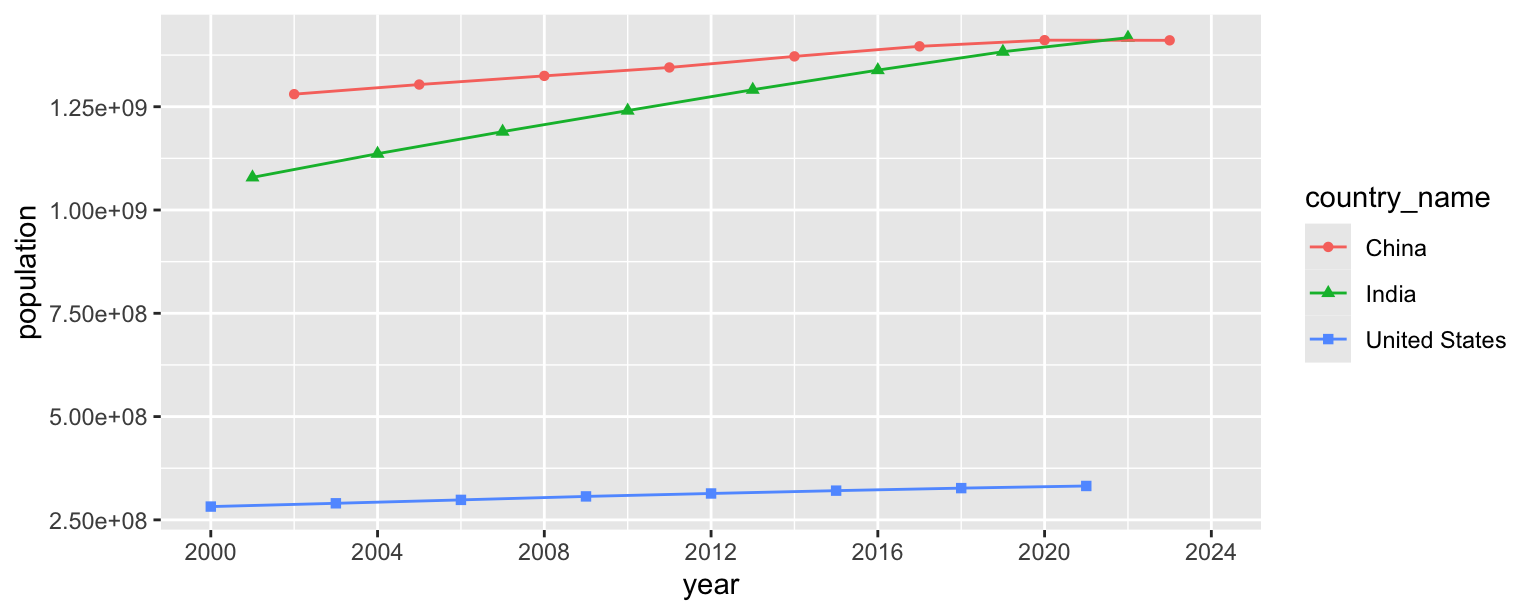 population
1.25e+09
1.00e+09
7.50e+08
5.00e+08
2.50e+08
2000 2004 2008 2012 2016 2020 2024
year
country_name
China
India
United States